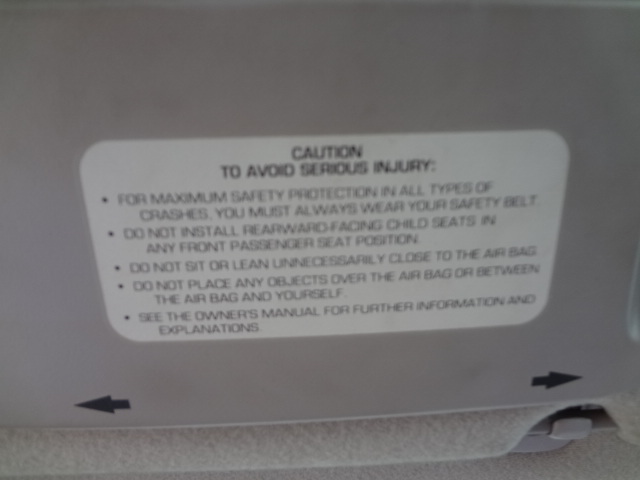 CAUTION
TO AVOID SERIOUS INJURY:
• FOR MAXIMUM SAFETY PROTECTION IN ALL TYPES OF
CRASHES, YOU MUST ALWAYS WEAR YOUR SAFETY BELT.
• DO NOT INSTALL REARWARD-FACING CHILD SEATS IN
ANY FRONT PASSENGER SEAT POSITION.
• DO NOT SIT OR LEAN UNNECESSARILY CLOSE TO THE AIR BAG.
• DO NOT PLACE ANY OBJECTS OVER THE AIR BAG OR BETWEEN
THE AIR BAG AND YOURSELF.
• SEE THE OWNER'S MANUAL FOR FURTHER INFORMATION AND
EXPLANATIONS.